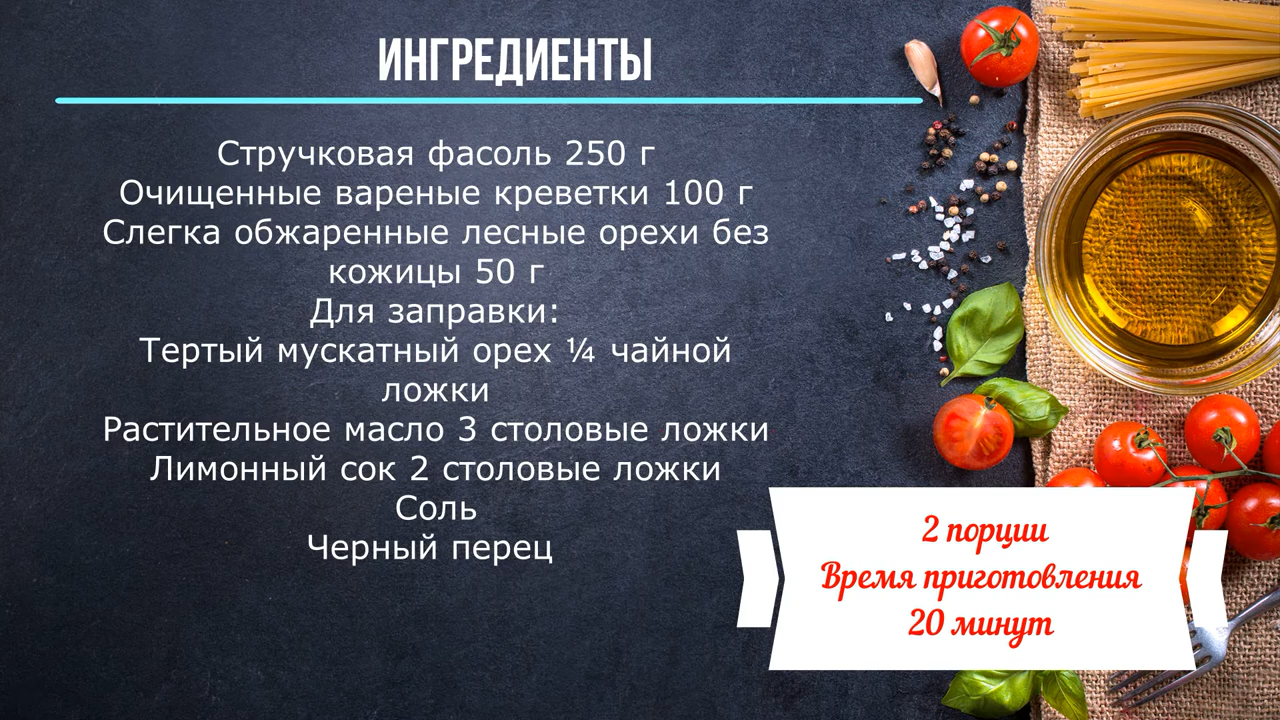 ИНГРЕДИЕНТЫ
Стручковая фасоль 250 г
Очищенные вареные креветки 100 г
Слегка обжаренные лесные орехи без
кожицы 50 г
Для заправки:
Тертый мускатный орех ¼ чайной
ложки
Растительное масло 3 столовые ложки
Лимонный сок 2 столовые ложки
Соль
Черный перец
2 порции
Время приготовления
20 минут